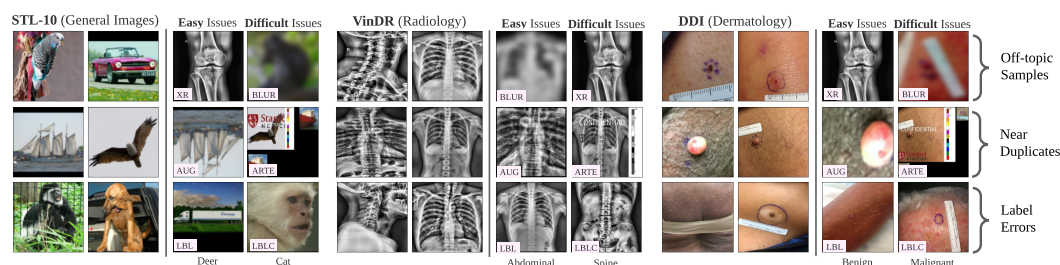 STL-10 (General Images)
Easy Issues
Difficult Issues
VinDR (Radiology)
Easy Issues
Difficult Issues
DDI (Dermatology)
Easy Issues
Difficult Issues
XR
BLUR
BLUR
XR
XR
BLUR
Off-topic
Samples
CONFIDENTIAL
CONFIDENTIAL
AUG
ARTE
AUG
ARTE
AUG
ARTE
Near
Duplicates
LBL
LBLC
LBL
LBLC
LBL
LBLC
Label
Errors
Deer
Cat
Abdominal
Spine
Benign
Malignant